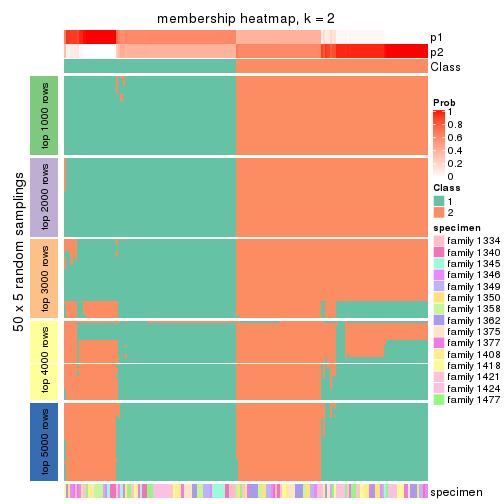 membership heatmap, k = 2
p1
p2
Class
50 x 5 random samplings
top 1000 rows
top 2000 rows
top 3000 rows
top 4000 rows
top 5000 rows
specimen
Prob
1
0.8
0.6
0.4
0.2
0
Class
1
2
specimen
family 1334
family 1340
family 1345
family 1346
family 1349
family 1350
family 1358
family 1362
family 1375
family 1377
family 1408
family 1418
family 1421
family 1424
family 1477